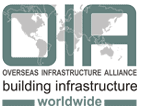 OIA
OVERSEAS INFRASTRUCTURE ALLIANCE
building infrastructure
worldwide